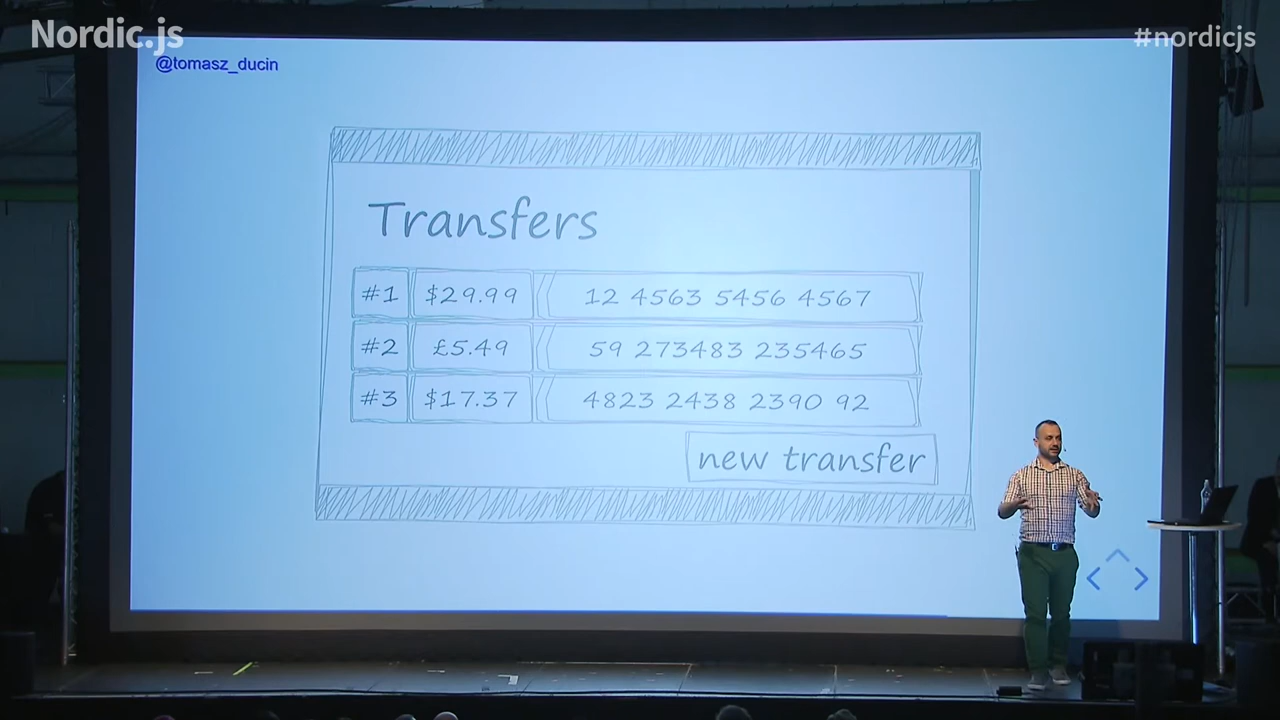 Nordic.js
#nordicjs
@tomasz_ducin
Transfers
#1 $29.99 12 4563 5456 4567
#2 £5.49 59 273483 235465
#3 $17.37 4823 2438 2390 92
new transfer